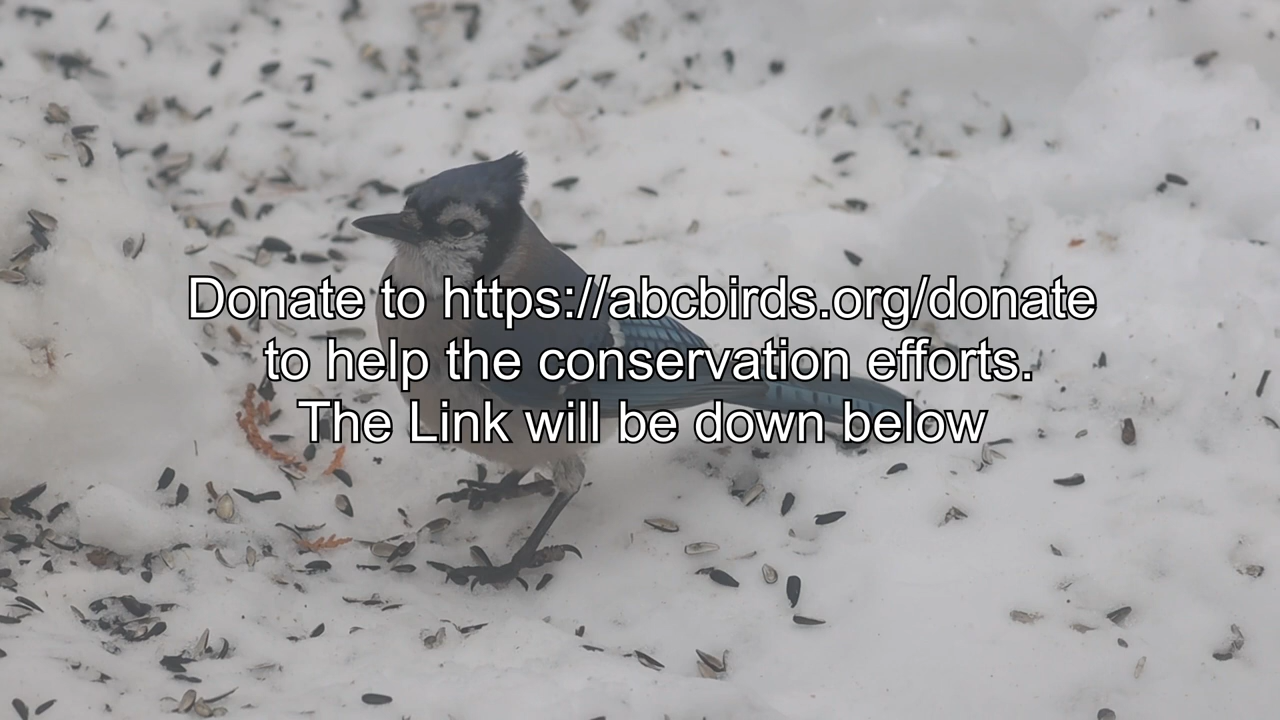 Donate to https://abcbirds.org/donate
to help the conservation efforts.
The Link will be down below